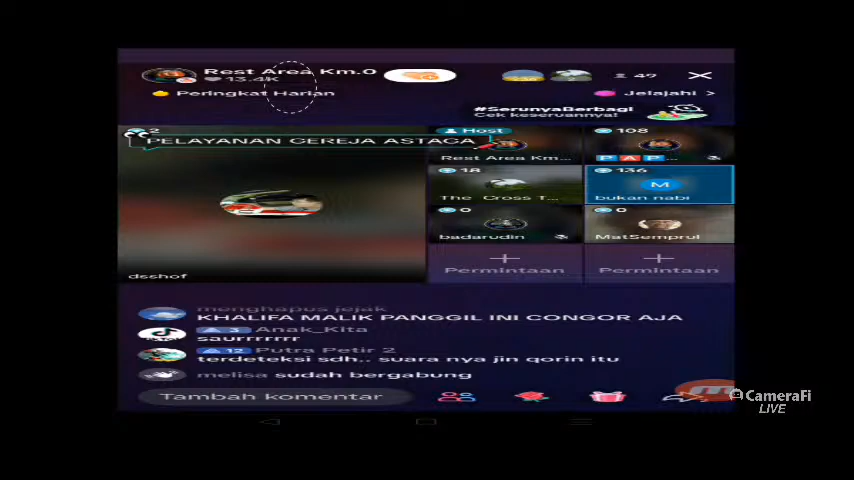 Rest Area Km.0
13.4K
49
Peringkat Harian
Jelajahi >
#SerunyaBerbagi
Cek keseruannya!
2
PELAYANAN GEREJA ASTACA
Host
Rest Area Km...
108
P A P...
18
The Cross T...
136
M
bukan nabi
0
badarudin
0
MatSemprul
dsshof
Permintaan
Permintaan
menghapus jejak
KHALIFA MALIK PANGGIL INI CONGOR AJA
3 Anak_Kita
saurrrrrrr
12 Putra Petir 2
terdeteksi sdh.. suara nya jin qorin itu
melisa sudah bergabung
Tambah komentar
CameraFi
LIVE